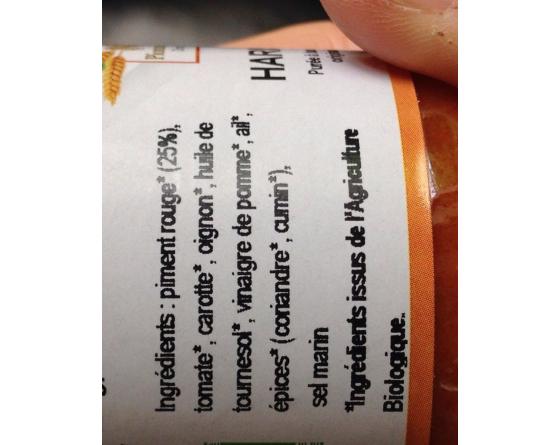 HAR
Ingrédients : piment rouge* (25%),
tomate*, carotte*, oignon*, huile de
tournesol*, vinaigre de pomme*, ail*,
épices* (coriandre*, cumin*),
sel marin
*Ingrédients issus de l'Agriculture
Biologique.